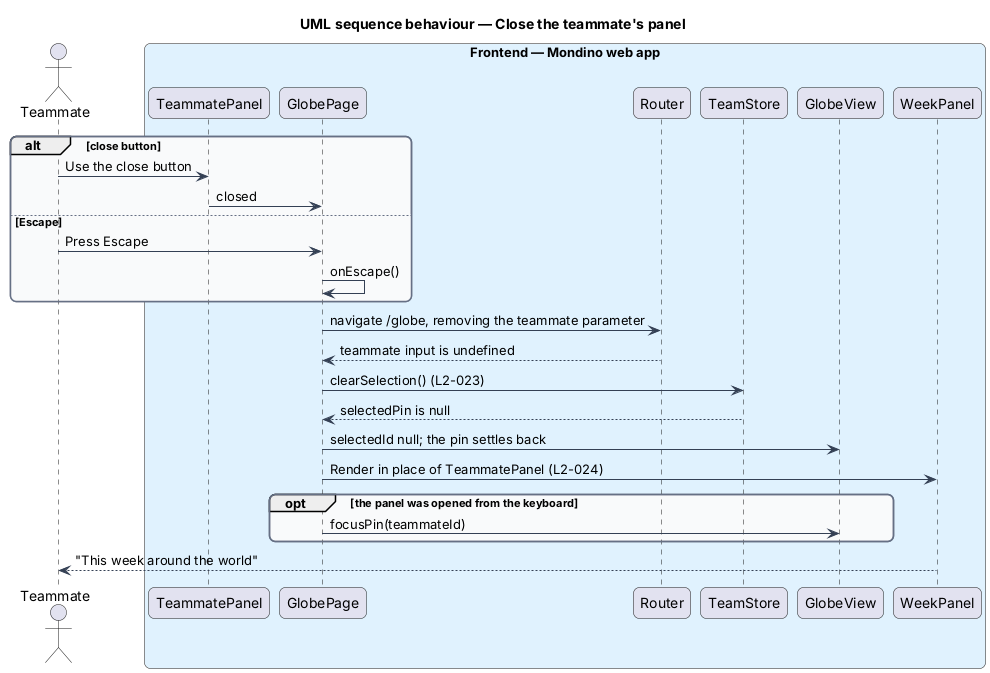 UML sequence behaviour — Close the teammate's panel
Frontend — Mondino web app
Teammate
TeammatePanel
GlobePage
Router
TeamStore
GlobeView
WeekPanel
alt
[close button]
Use the close button
closed
[Escape]
Press Escape
onEscape()
navigate /globe, removing the teammate parameter
teammate input is undefined
clearSelection() (L2-023)
selectedPin is null
selectedId null; the pin settles back
Render in place of TeammatePanel (L2-024)
opt
[the panel was opened from the keyboard]
focusPin(teammateId)
"This week around the world"
Teammate
TeammatePanel
GlobePage
Router
TeamStore
GlobeView
WeekPanel